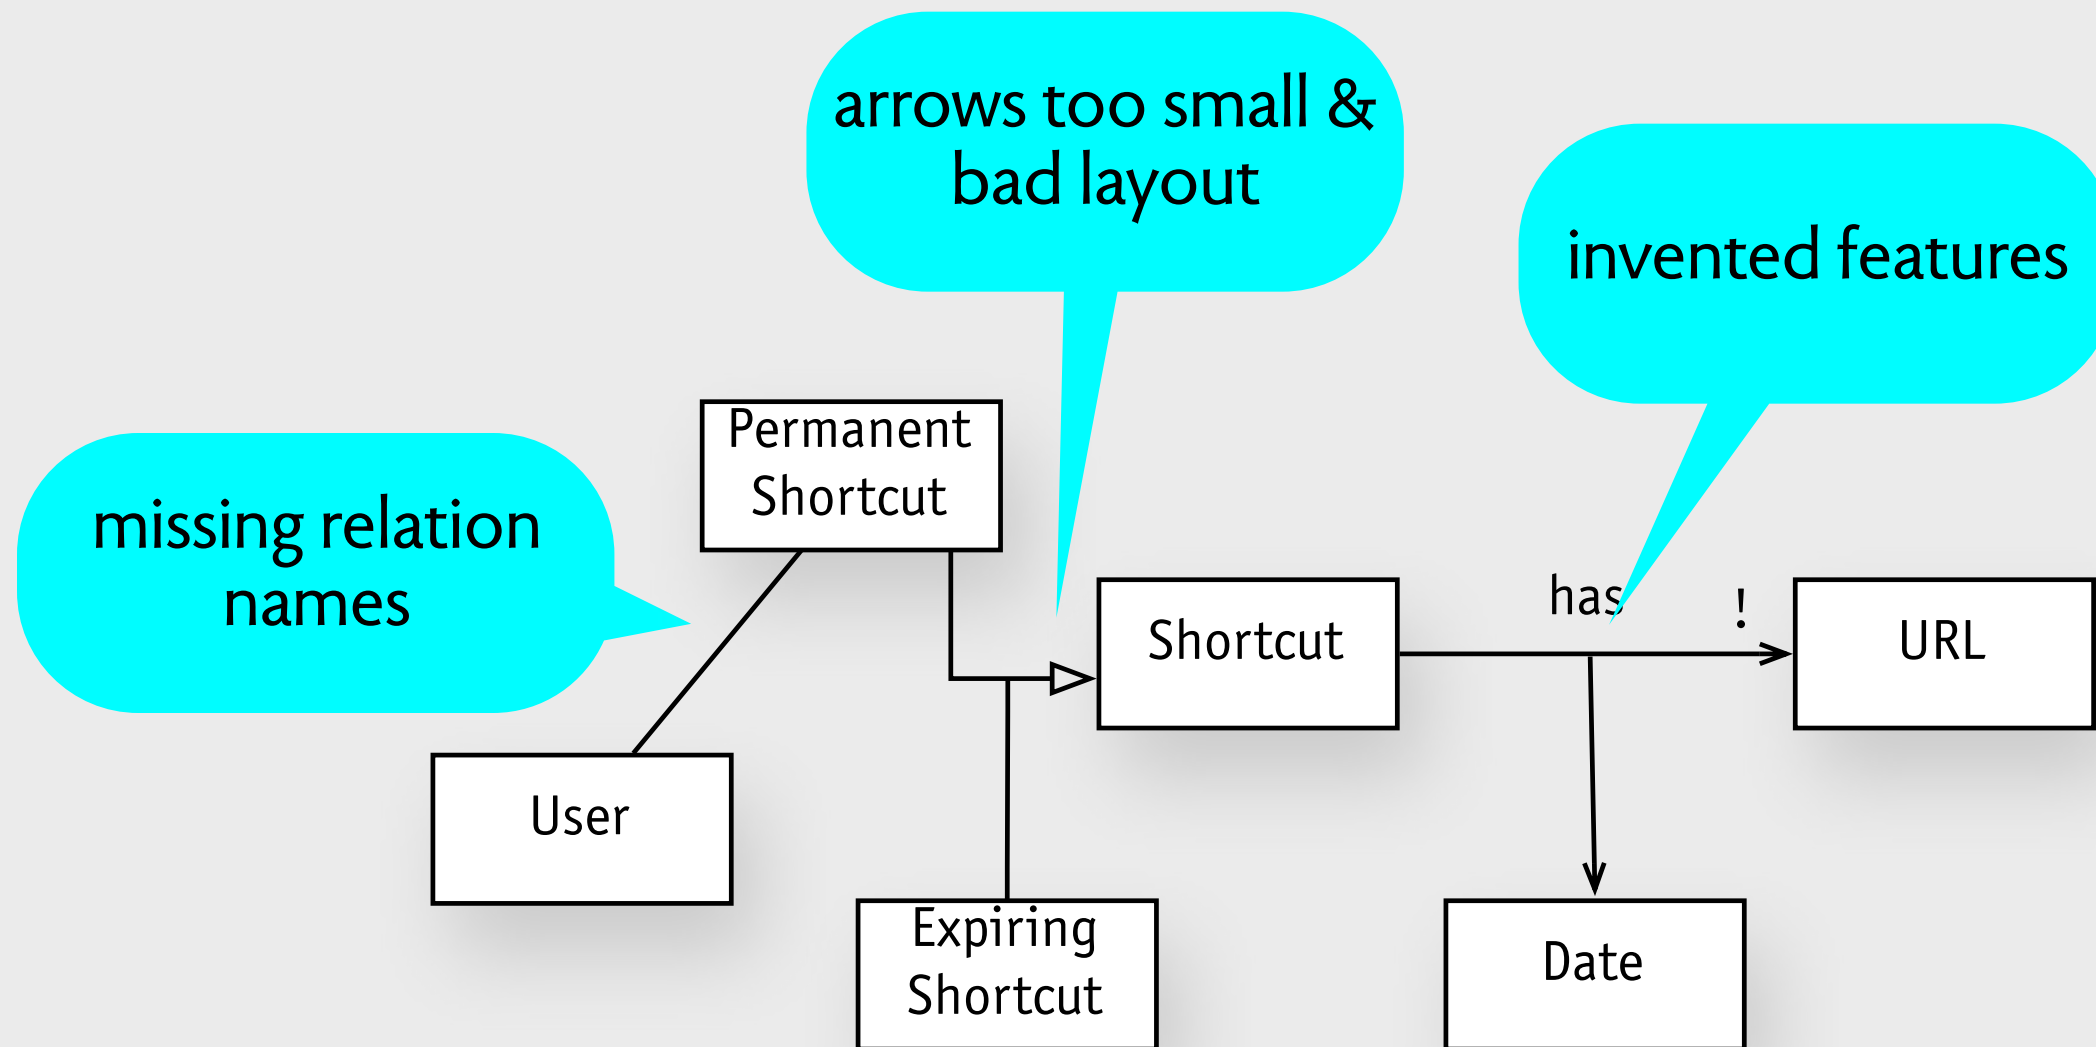 arrows too small &
bad layout
invented features
missing relation
names
Permanent
Shortcut
has
!
Shortcut
URL
User
Expiring
Shortcut
Date